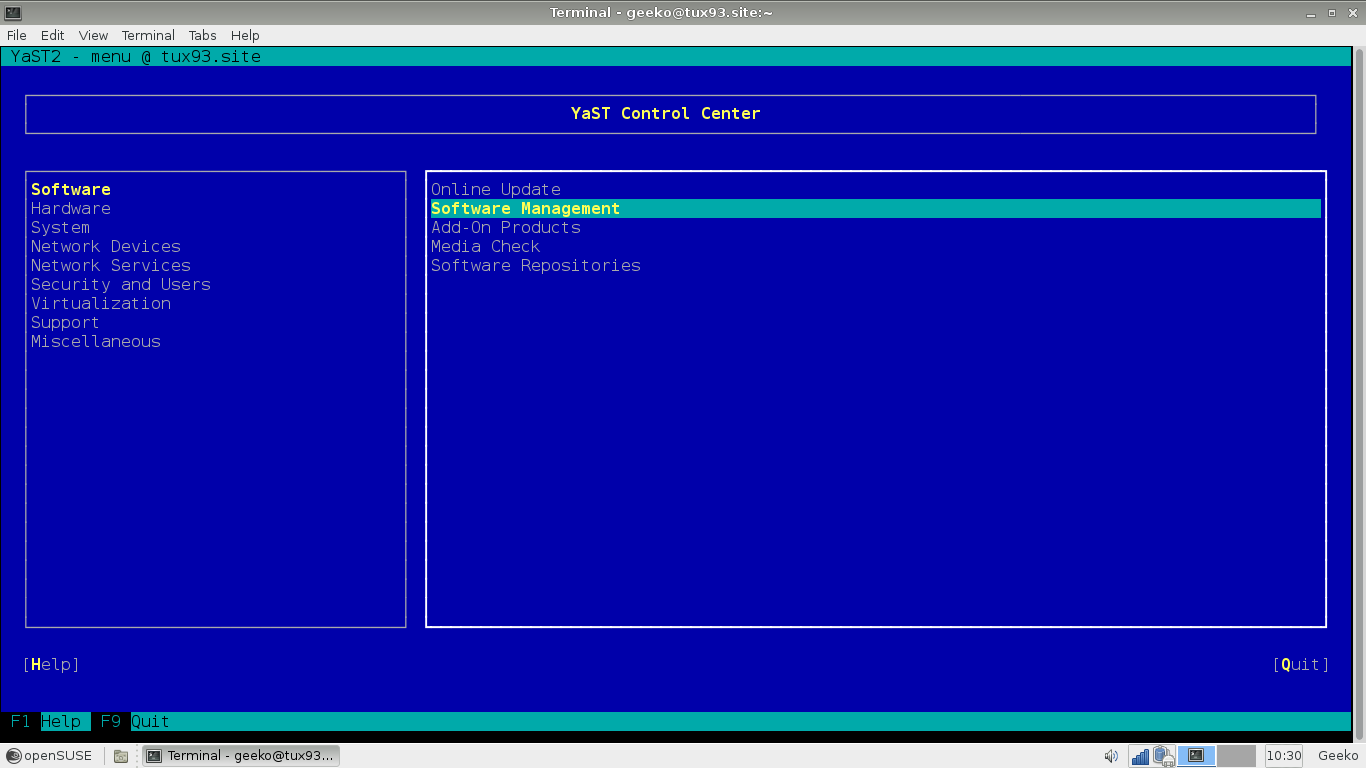 Terminal - geeko@tux93.site:~
File Edit View Terminal Tabs Help
YaST2 - menu @ tux93.site
YaST Control Center
Software
Hardware
System
Network Devices
Network Services
Security and Users
Virtualization
Support
Miscellaneous
Online Update
Software Management
Add-On Products
Media Check
Software Repositories
[Help] [Quit]
F1 Help F9 Quit
openSUSE Terminal - geeko@tux93... 10:30 Geeko